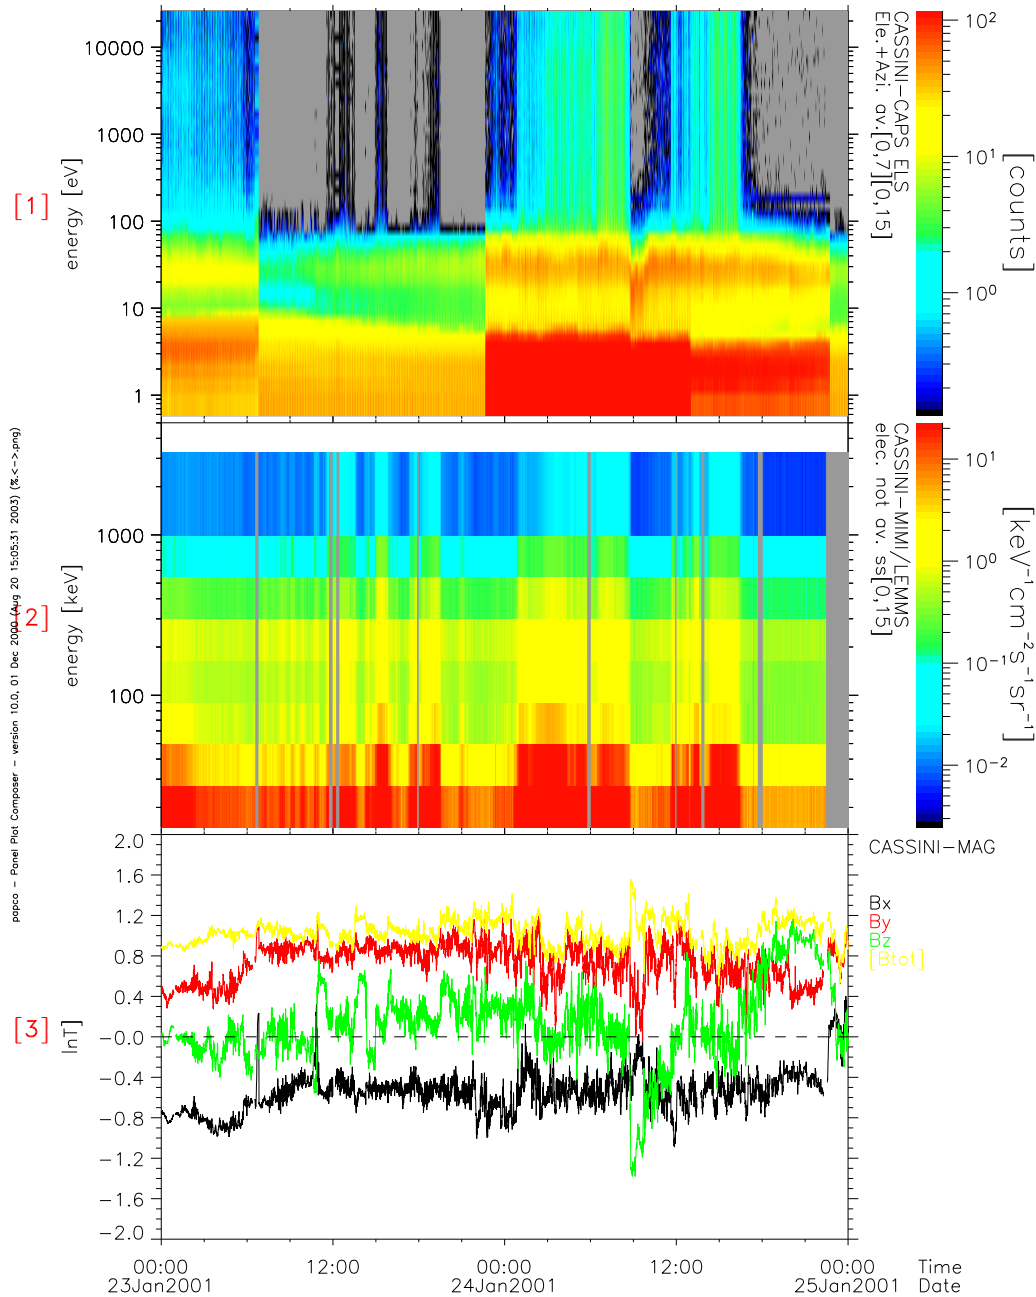 10000
1000
100
10
1
energy [eV]
[1]
CASSINI-CAPS ELS
Ele.+Azi. av.[0,7][0,15]
10²
10¹
10⁰
[counts]
1000
100
energy [keV]
[2]
CASSINI-MIMI/LEMMS
elec. not av. ss[0,15]
10¹
10⁰
10⁻¹
10⁻²
[keV⁻¹cm⁻²s⁻¹sr⁻¹]
papco - Panel Plot Composer - version 10.0, 01 Dec 2000 (Aug 20 15:05:31 2003) (%.<->.png)
2.0
1.6
1.2
0.8
0.4
-0.0
-0.4
-0.8
-1.2
-1.6
-2.0
[3]
CASSINI-MAG
Bx
By
Bz
[Btot]
00:00 12:00 00:00 12:00 00:00 Time
23Jan2001 24Jan2001 25Jan2001 Date